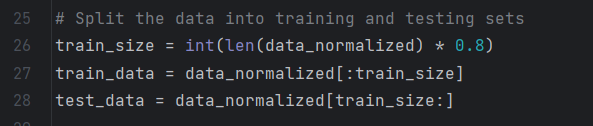 25 # Split the data into training and testing sets
26 train_size = int(len(data_normalized) * 0.8)
27 train_data = data_normalized[:train_size]
28 test_data = data_normalized[train_size:]